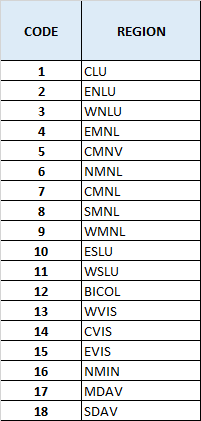 CODE REGION
1 CLU
2 ENLU
3 WNLU
4 EMNL
5 CMNV
6 NMNL
7 CMNL
8 SMNL
9 WMNL
10 ESLU
11 WSLU
12 BICOL
13 WVIS
14 CVIS
15 EVIS
16 NMIN
17 MDAV
18 SDAV